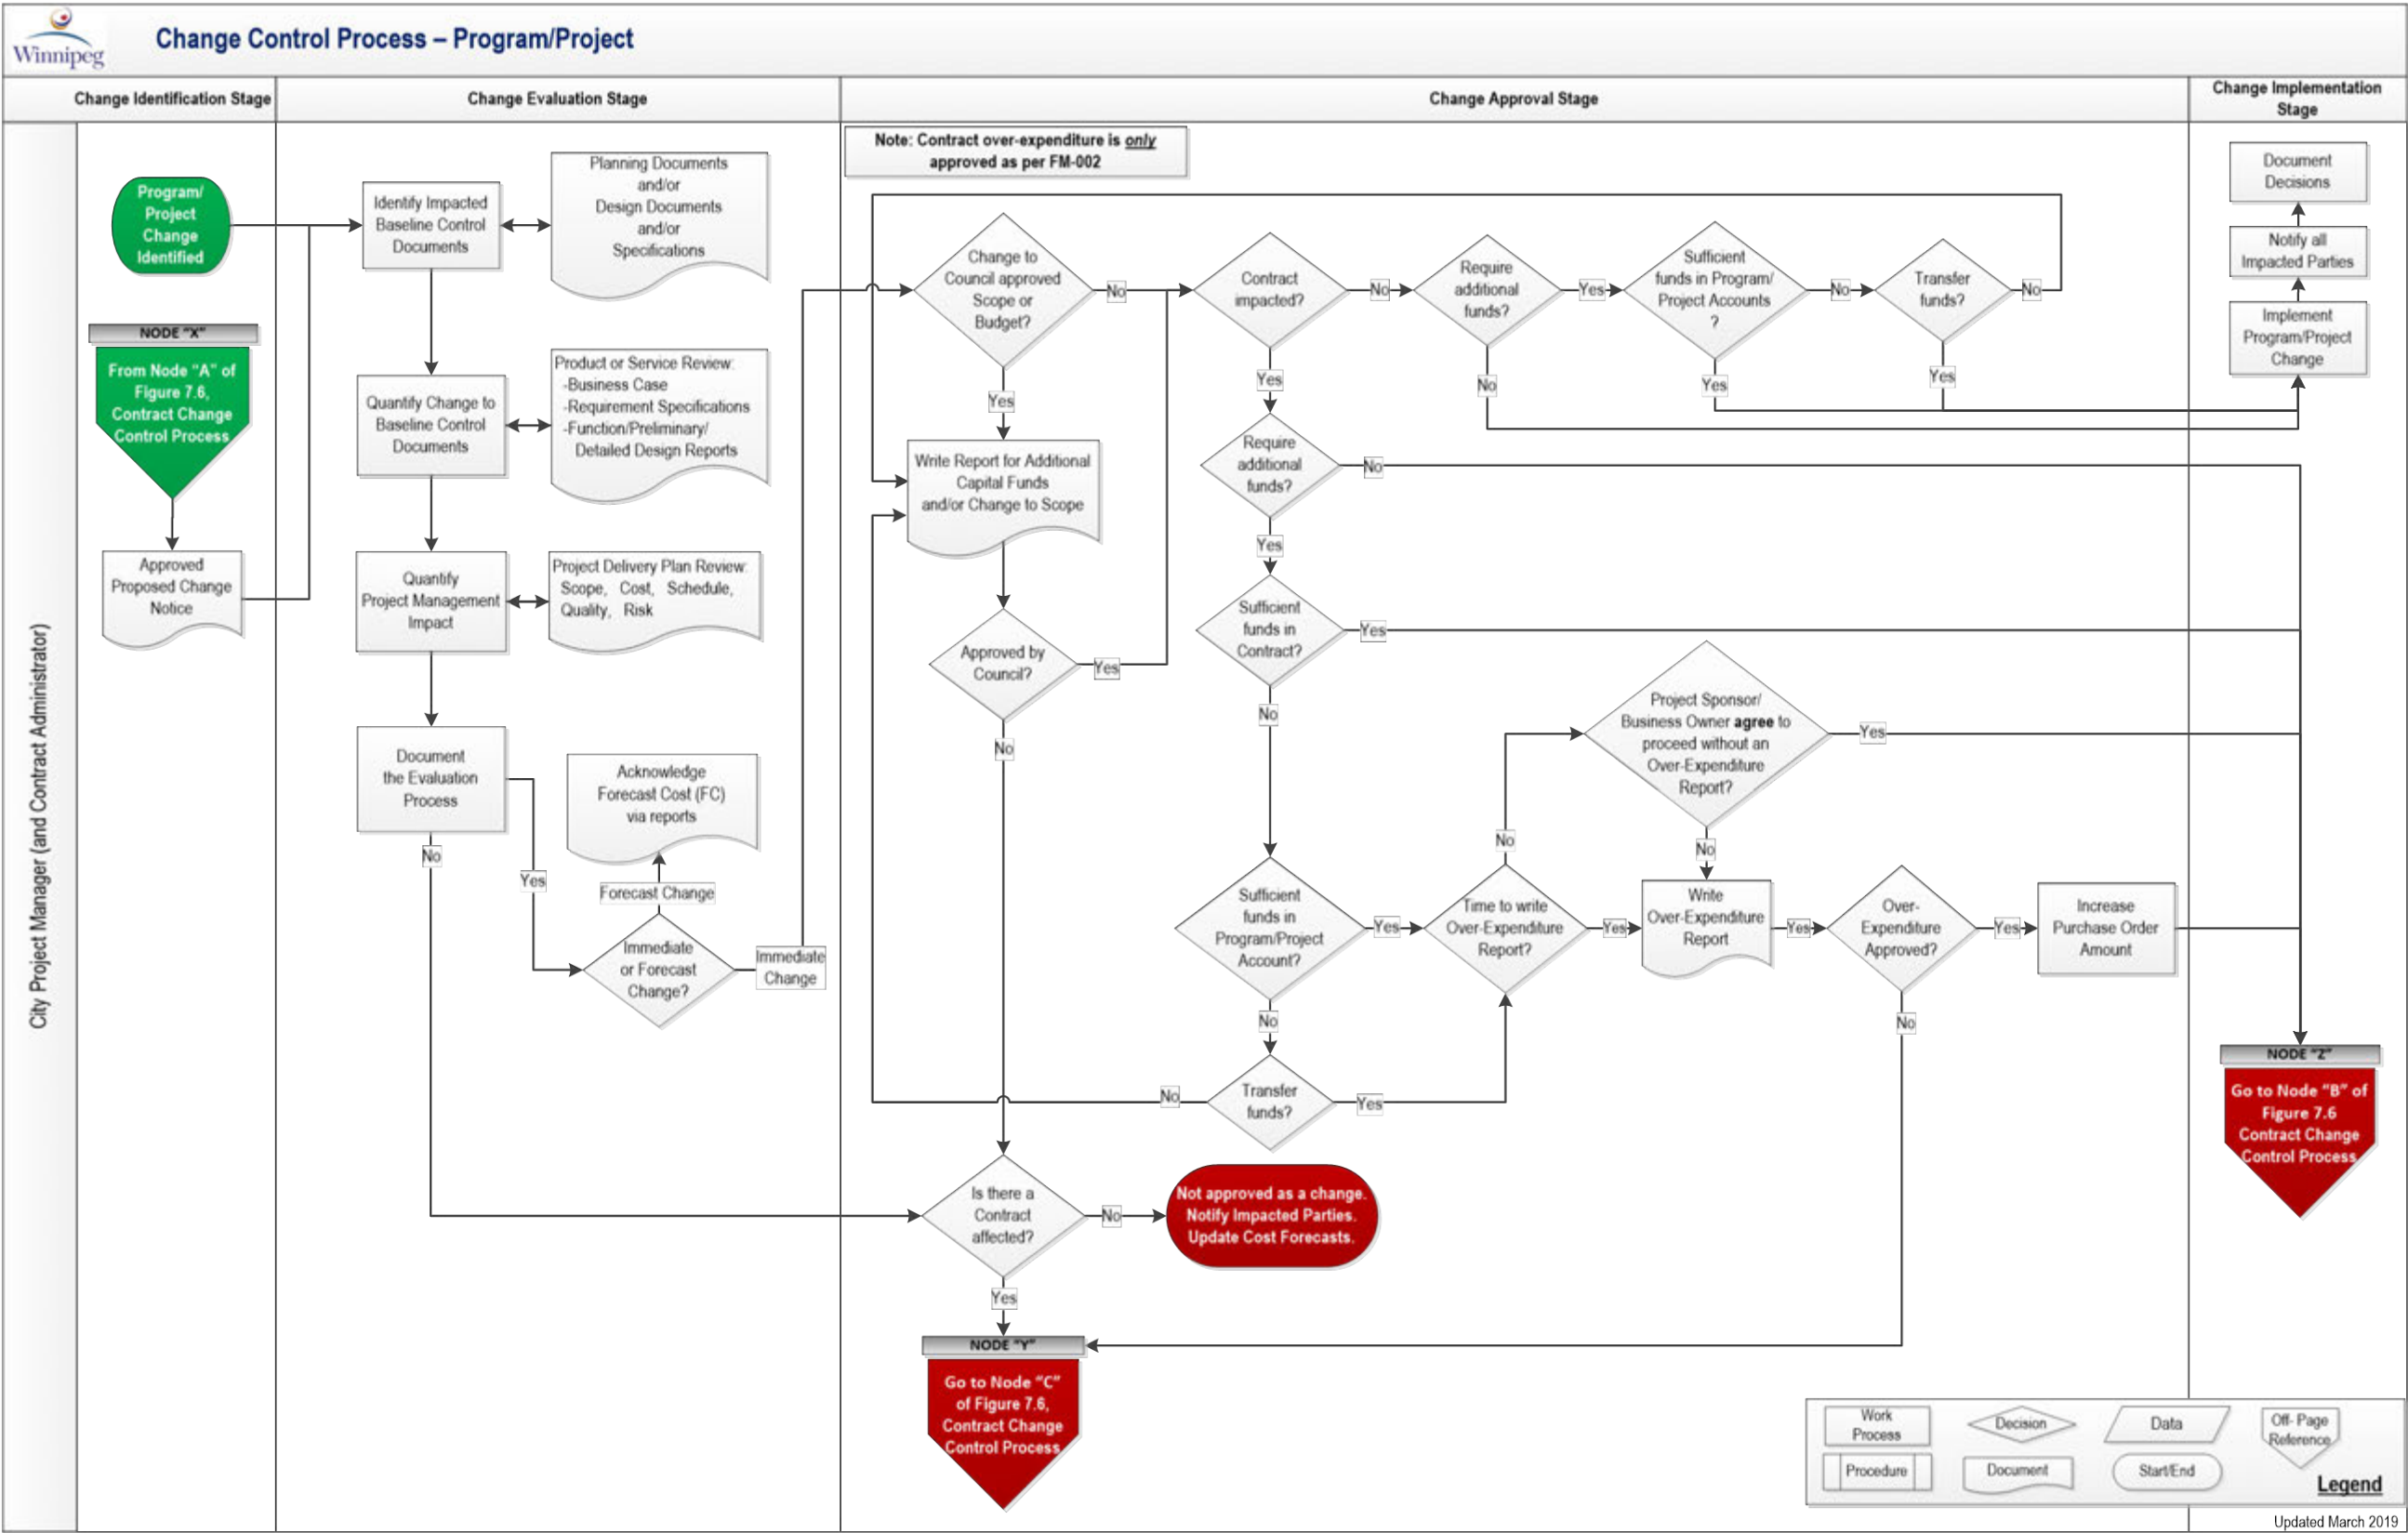 Winnipeg
Change Control Process – Program/Project
Change Identification Stage
Change Evaluation Stage
Change Approval Stage
Change Implementation
Stage
City Project Manager (and Contract Administrator)
Program/
Project
Change
Identified
NODE "X"
From Node "A" of
Figure 7.6,
Contract Change
Control Process
Approved
Proposed Change
Notice
Identify Impacted
Baseline Control
Documents
Planning Documents
and/or
Design Documents
and/or
Specifications
Quantify Change to
Baseline Control
Documents
Product or Service Review:
-Business Case
-Requirement Specifications
-Function/Preliminary/
Detailed Design Reports
Quantify
Project Management
Impact
Project Delivery Plan Review:
Scope, Cost, Schedule,
Quality, Risk
Document
the Evaluation
Process
No
Yes
Acknowledge
Forecast Cost (FC)
via reports
Forecast Change
Immediate
or Forecast
Change?
Immediate
Change
Note: Contract over-expenditure is only
approved as per FM-002
Change to
Council approved
Scope or
Budget?
No
Yes
Contract
impacted?
No
Yes
Require
additional
funds?
Yes
No
Sufficient
funds in Program/
Project Accounts
?
No
Yes
Transfer
funds?
No
Yes
Write Report for Additional
Capital Funds
and/or Change to Scope
Approved by
Council?
Yes
No
Require
additional
funds?
No
Yes
Sufficient
funds in
Contract?
Yes
No
Sufficient
funds in
Program/Project
Account?
Yes
No
Transfer
funds?
No
Yes
Time to write
Over-Expenditure
Report?
No
Yes
Project Sponsor/
Business Owner agree to
proceed without an
Over-Expenditure
Report?
Yes
No
Write
Over-Expenditure
Report
Yes
Over-
Expenditure
Approved?
Yes
No
Increase
Purchase Order
Amount
Is there a
Contract
affected?
No
Yes
Not approved as a change.
Notify Impacted Parties.
Update Cost Forecasts.
NODE "Y"
Go to Node "C"
of Figure 7.6,
Contract Change
Control Process
Document
Decisions
Notify all
Impacted Parties
Implement
Program/Project
Change
NODE "Z"
Go to Node "B" of
Figure 7.6
Contract Change
Control Process
Work
Process
Decision
Data
Off- Page
Reference
Procedure
Document
Start/End
Legend
Updated March 2019